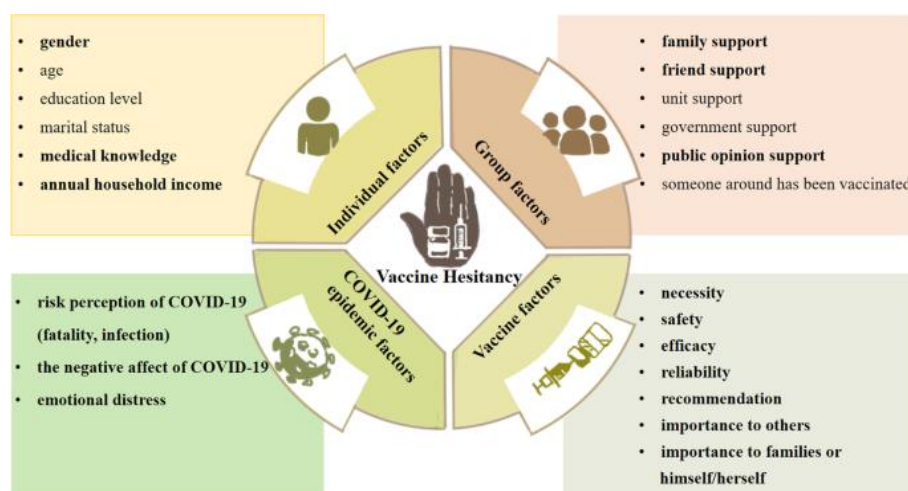 • gender
• age
• education level
• marital status
• medical knowledge
• annual household income
• family support
• friend support
• unit support
• government support
• public opinion support
• someone around has been vaccinated
Individual factors
Group factors
Vaccine Hesitancy
COVID-19
epidemic factors
Vaccine factors
• risk perception of COVID-19
(fatality, infection)
• the negative affect of COVID-19
• emotional distress
• necessity
• safety
• efficacy
• reliability
• recommendation
• importance to others
• importance to families or
himself/herself